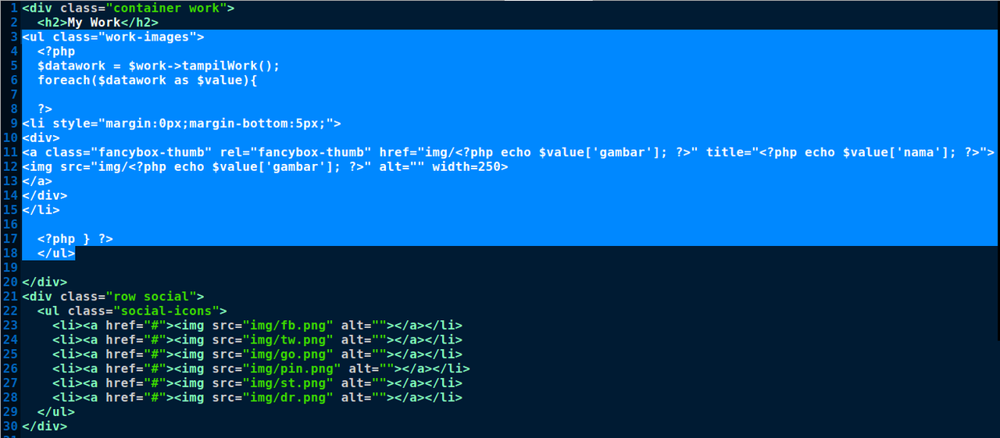 1 <div class="container work">
2   <h2>My Work</h2>
3 <ul class="work-images">
4   <?php
5   $datawork = $work->tampilWork();
6   foreach($datawork as $value){
7
8   ?>
9 <li style="margin:0px;margin-bottom:5px;">
10 <div>
11 <a class="fancybox-thumb" rel="fancybox-thumb" href="img/<?php echo $value['gambar']; ?>" title="<?php echo $value['nama']; ?>">
12 <img src="img/<?php echo $value['gambar']; ?>" alt="" width=250>
13 </a>
14 </div>
15 </li>
16
17   <?php } ?>
18   </ul>
19
20 </div>
21 <div class="row social">
22   <ul class="social-icons">
23     <li><a href="#"><img src="img/fb.png" alt=""></a></li>
24     <li><a href="#"><img src="img/tw.png" alt=""></a></li>
25     <li><a href="#"><img src="img/go.png" alt=""></a></li>
26     <li><a href="#"><img src="img/pin.png" alt=""></a></li>
27     <li><a href="#"><img src="img/st.png" alt=""></a></li>
28     <li><a href="#"><img src="img/dr.png" alt=""></a></li>
29   </ul>
30 </div>